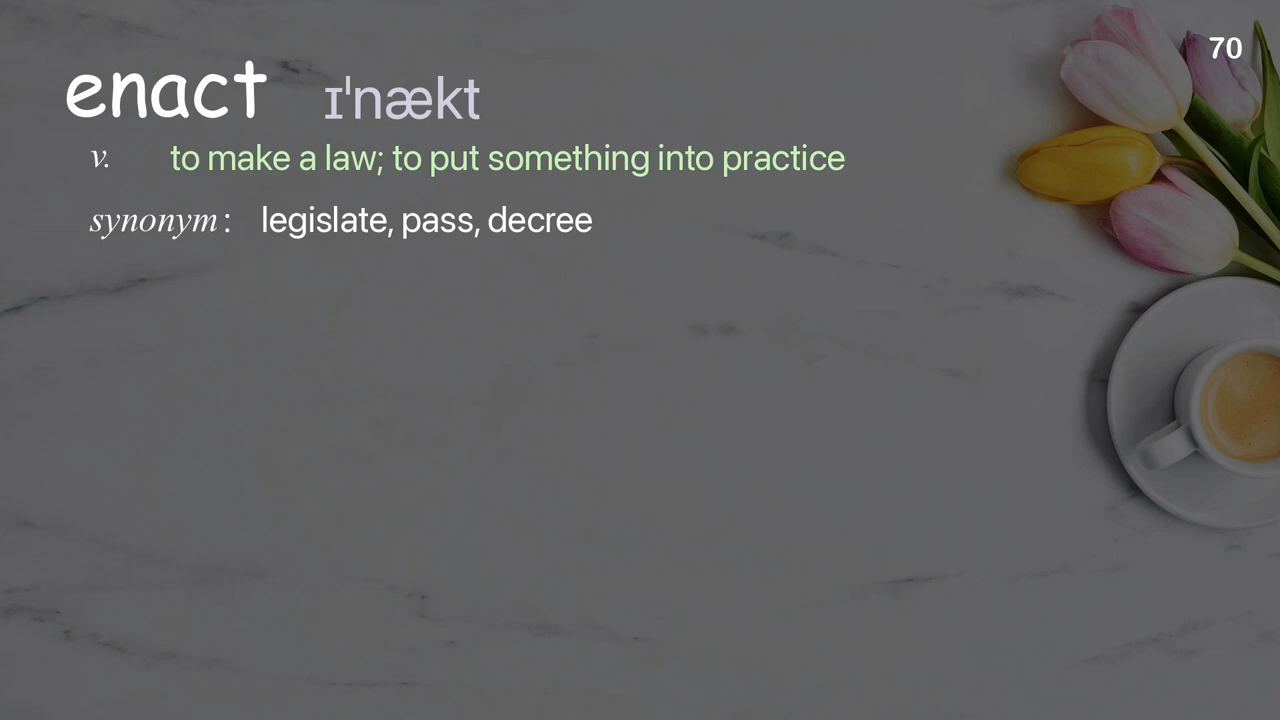 70
enact ɪˈnækt
v. to make a law; to put something into practice
synonym: legislate, pass, decree